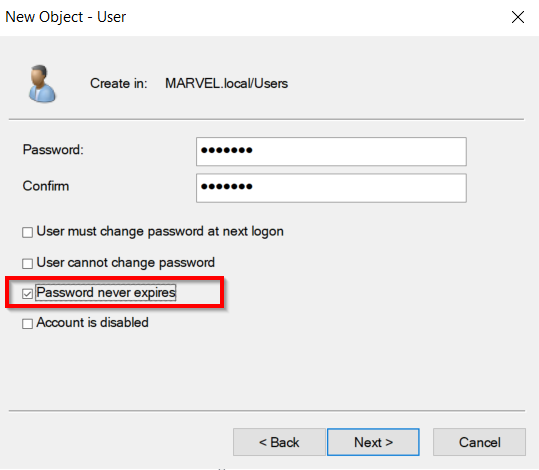 New Object - User
Create in: MARVEL.local/Users
Password: •••••••
Confirm •••••••
User must change password at next logon
User cannot change password
Password never expires
Account is disabled
< Back Next > Cancel